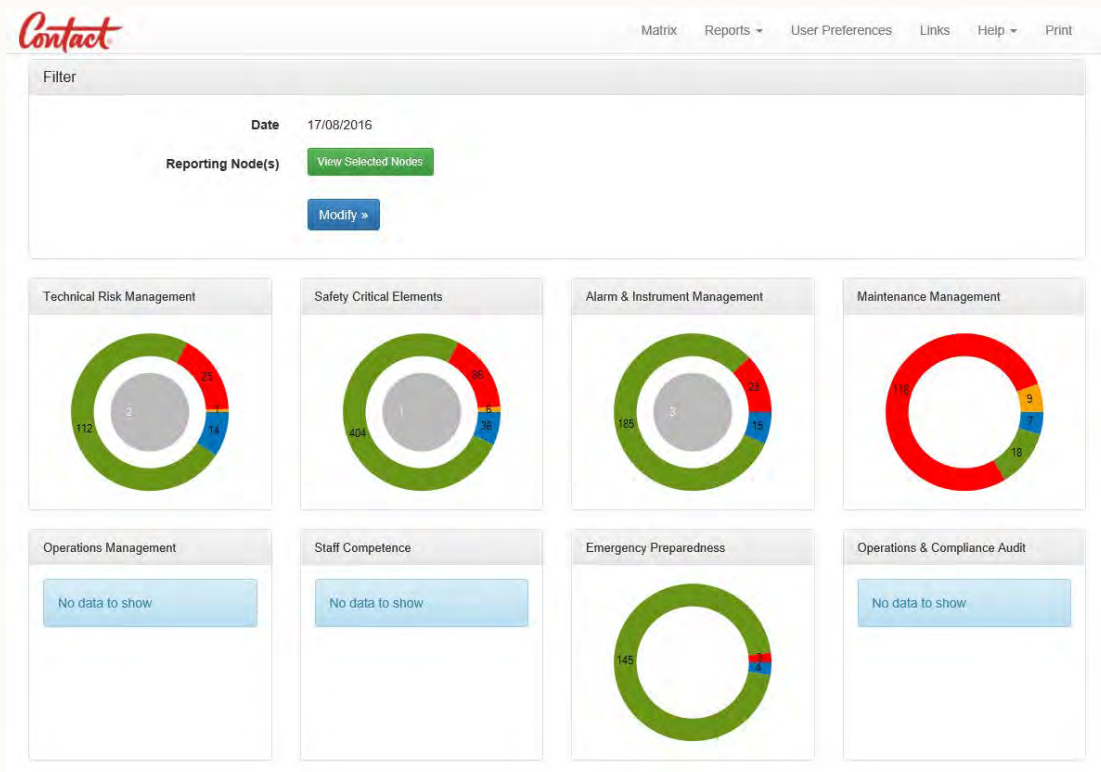 Contact
Matrix Reports User Preferences Links Help Print
Filter
Date 17/08/2016
Reporting Node(s) View Selected Nodes
Modify »
Technical Risk Management
25
1
2
112
14
Safety Critical Elements
6
1
404
Alarm & Instrument Management
23
3
185
15
Maintenance Management
118
9
7
18
Operations Management
No data to show
Staff Competence
No data to show
Emergency Preparedness
145
4
Operations & Compliance Audit
No data to show